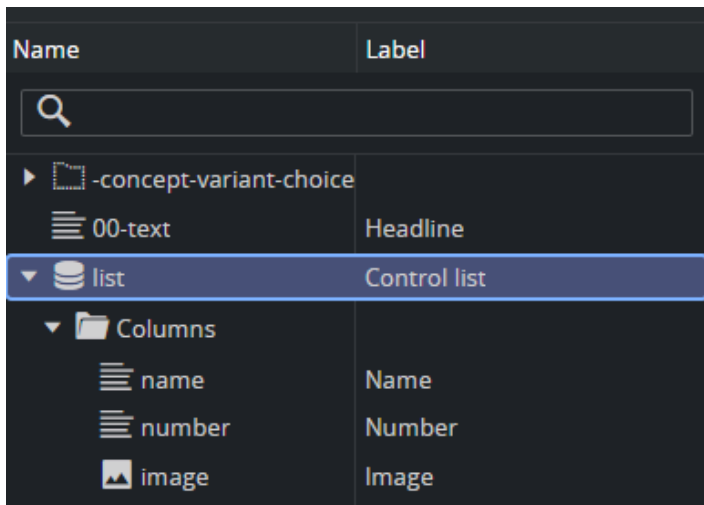 Name Label
-concept-variant-choice
00-text Headline
list Control list
Columns
name Name
number Number
image Image